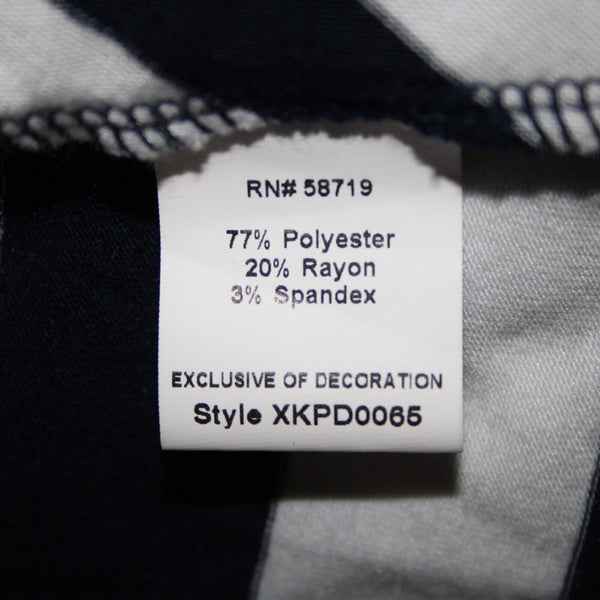 RN# 58719
77% Polyester
20% Rayon
3% Spandex
EXCLUSIVE OF DECORATION
Style XKPD0065